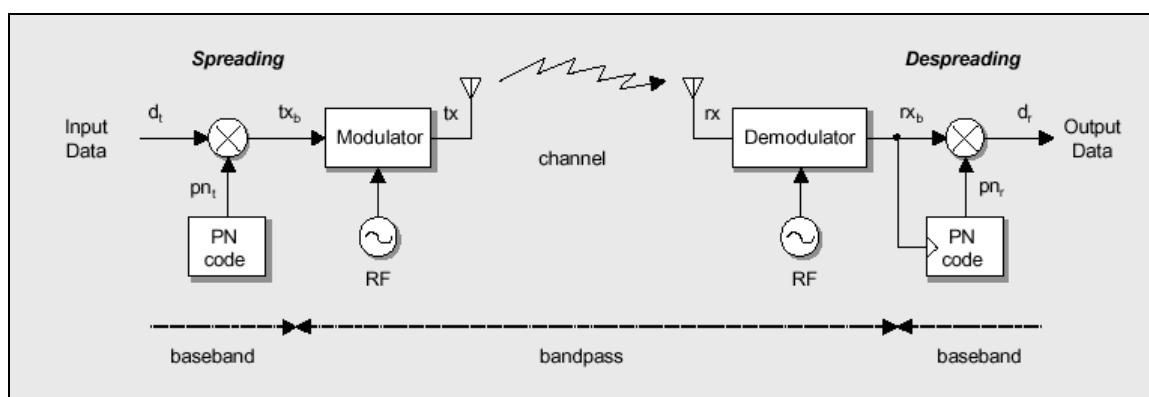 Spreading
Despreading
Input
Data
d_t
tx_b
Modulator
tx
channel
rx
Demodulator
rx_b
d_r
Output
Data
pn_t
PN
code
RF
RF
pn_r
PN
code
baseband
bandpass
baseband